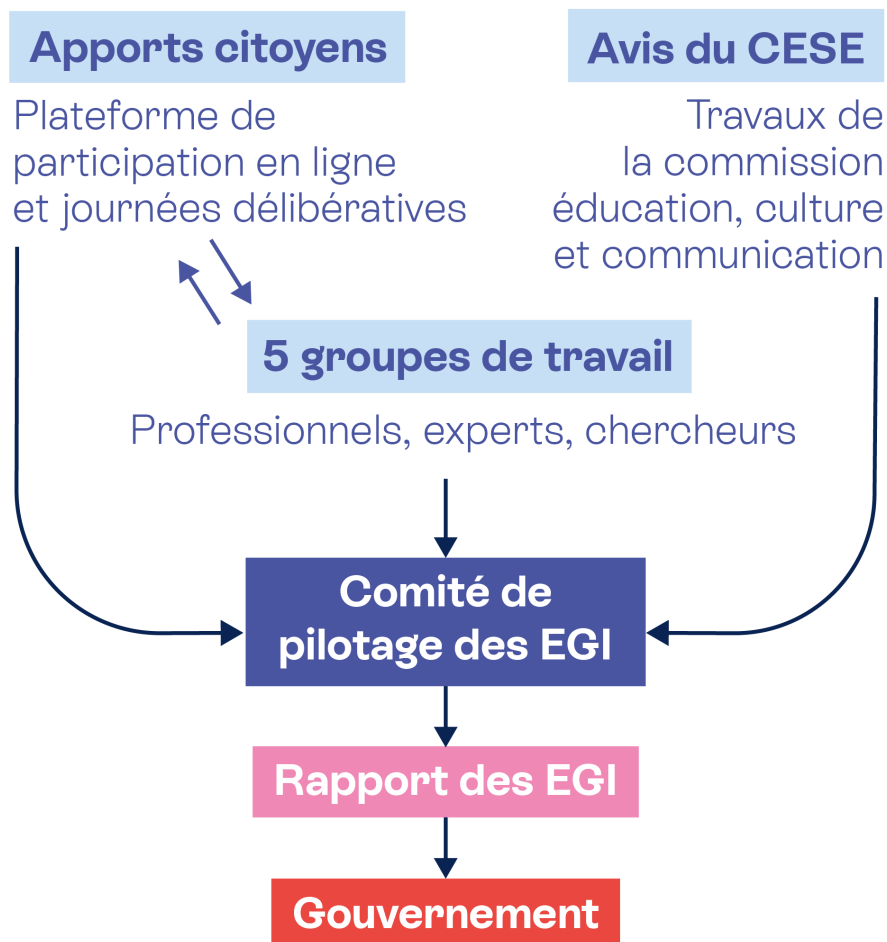 Apports citoyens
Plateforme de
participation en ligne
et journées délibératives
Avis du CESE
Travaux de
la commission
éducation, culture
et communication
5 groupes de travail
Professionnels, experts, chercheurs
Comité de
pilotage des EGI
Rapport des EGI
Gouvernement